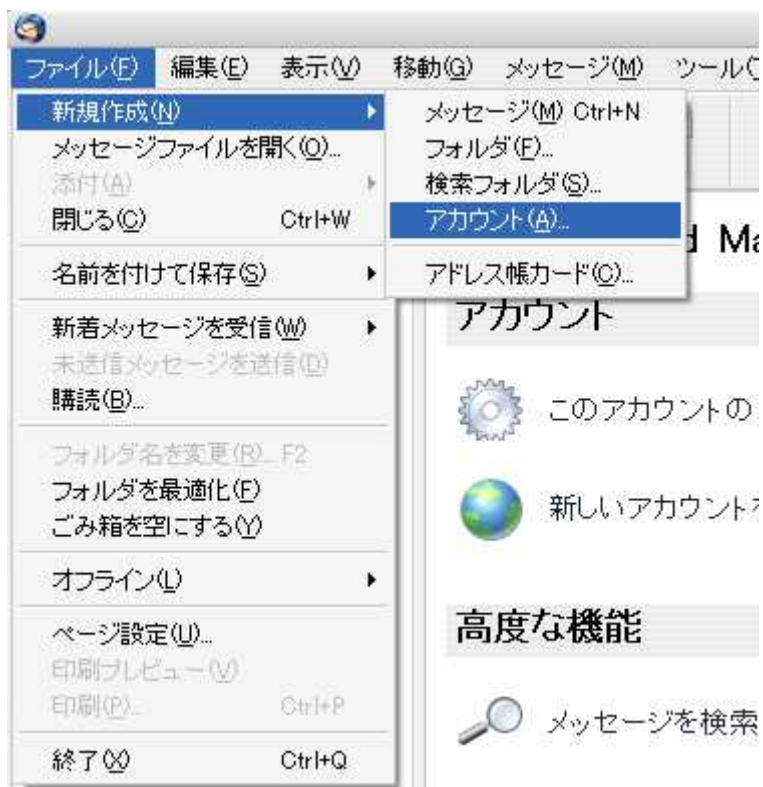 ファイル(F) 編集(E) 表示(V) 移動(G) メッセージ(M) ツール(T
新規作成(N)
メッセージファイルを開く(O)...
添付(A)
閉じる(C) Ctrl+W
名前を付けて保存(S)
新着メッセージを受信(W)
未送信メッセージを送信(D)
購読(B)...
フォルダ名を変更(R)... F2
フォルダを最適化(F)
ごみ箱を空にする(Y)
オフライン(L)
ページ設定(U)...
印刷プレビュー(V)
印刷(P)... Ctrl+P
終了(X) Ctrl+Q
メッセージ(M) Ctrl+N
フォルダ(F)...
検索フォルダ(S)...
アカウント(A)...
アドレス帳カード(C)...
d Ma
アカウント
このアカウントの
新しいアカウントを
高度な機能
メッセージを検索